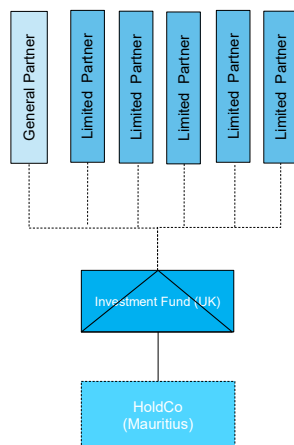 General Partner
Limited Partner
Limited Partner
Limited Partner
Limited Partner
Limited Partner
Investment Fund (UK)
HoldCo
(Mauritius)